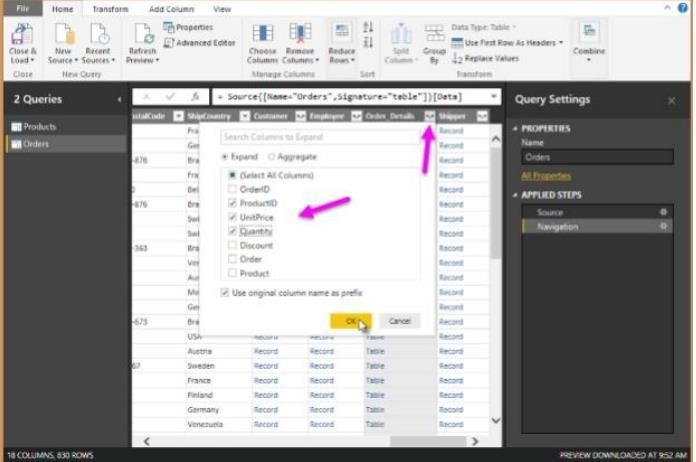 File Home Transform Add Column View
Properties
Advanced Editor
Close & Load
New Source
Recent Sources
Refresh Preview
Choose Columns
Remove Columns
Reduce Rows
Split Column
Group By
Data Type: Table
Use First Row As Headers
Replace Values
Combine
Close New Query Manage Columns Sort Transform
2 Queries
Products
Orders
= Source{[Name="Orders",Signature="table"]}[Data]
ostalCode ShipCountry Customer Employee Order_Details Shipper
Search Columns to Expand
Expand Aggregate
(Select All Columns)
OrderID
ProductID
UnitPrice
Quantity
Discount
Order
Product
Use original column name as prefix
OK Cancel
Fra Record
Ger Record
-876 Bra Record
Fra Record
Bel Record
-876 Bra Record
Swi Record
Swi Record
-363 Bra Record
Ven Record
Aus Record
Me Record
Ger Record
-673 Bra Record
USA Record Record Table Record
Austria Record Record Table Record
67 Sweden Record Record Table Record
France Record Record Table Record
Finland Record Record Table Record
Germany Record Record Table Record
Venezuela Record Record Table Record
Query Settings
PROPERTIES
Name
Orders
All Properties
APPLIED STEPS
Source
Navigation
18 COLUMNS, 830 ROWS
PREVIEW DOWNLOADED AT 9:52 AM